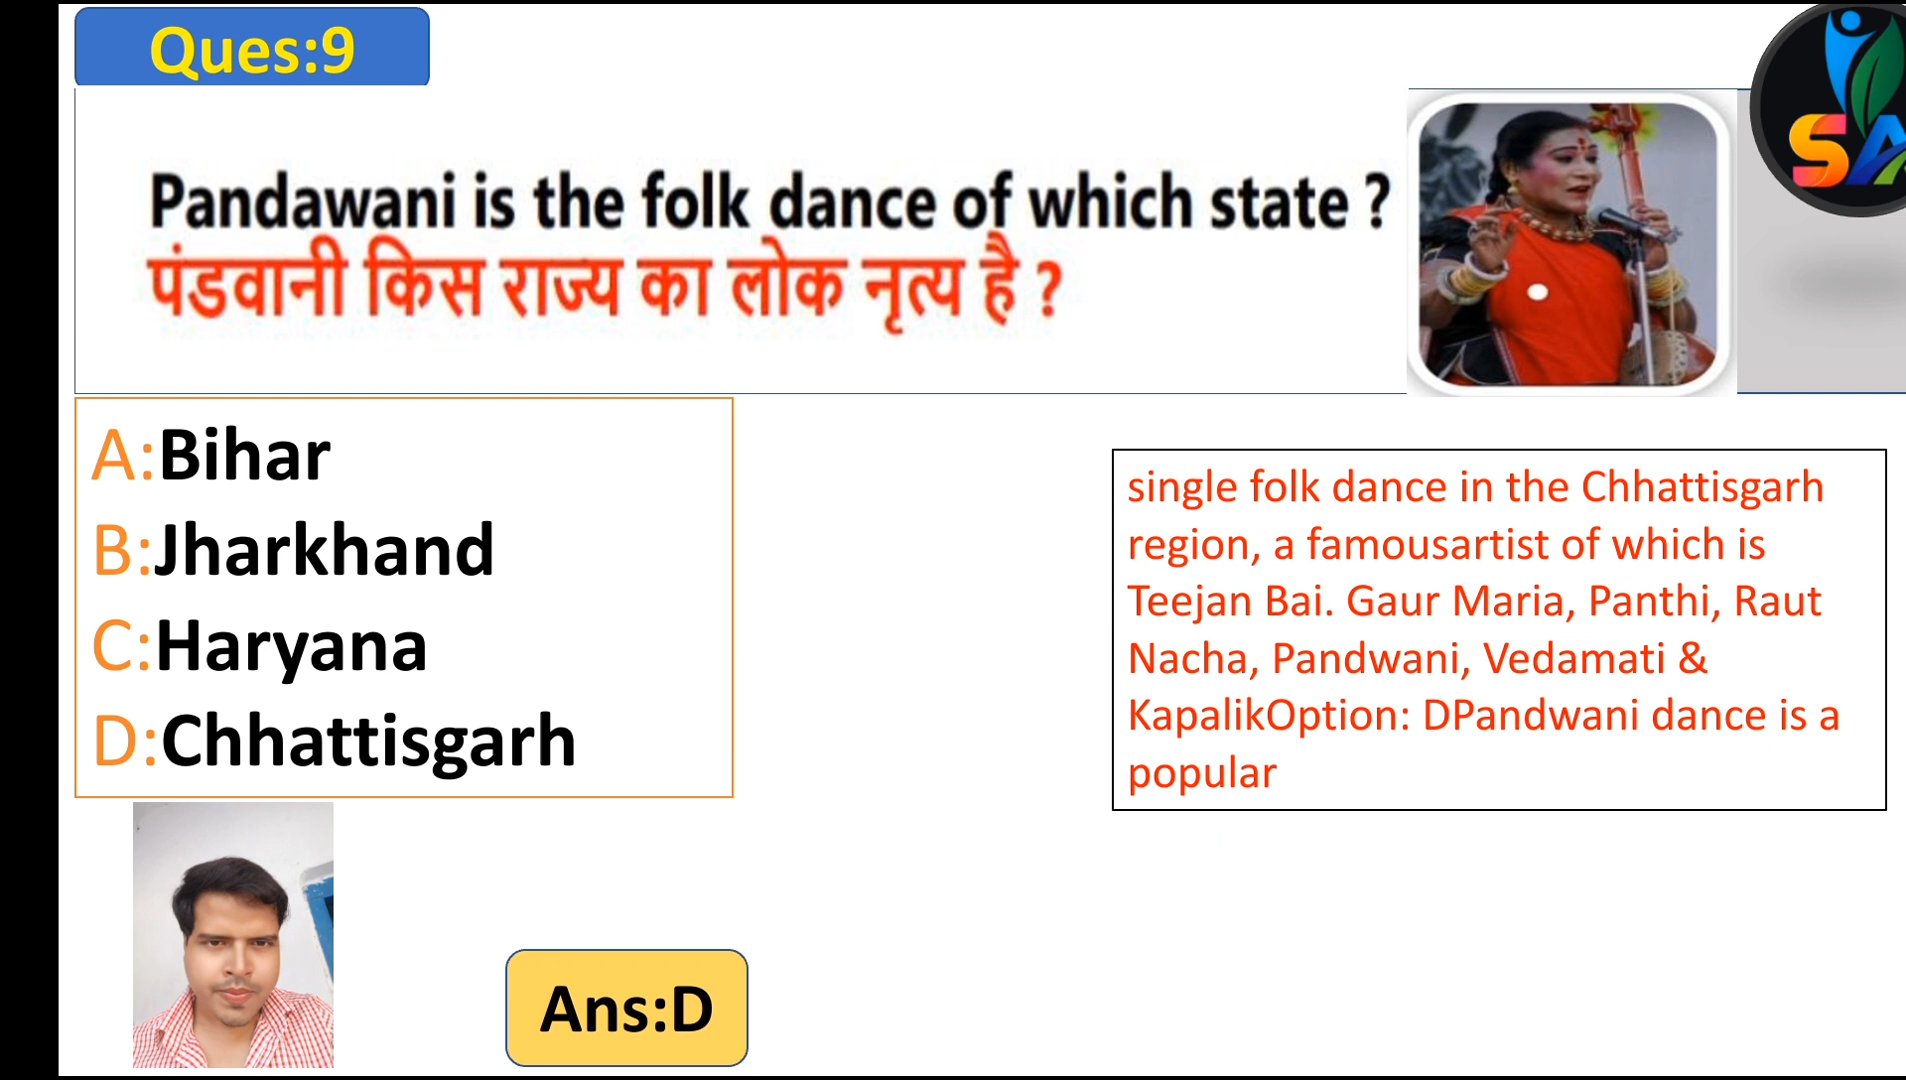 Ques:9
SA
Pandawani is the folk dance of which state ?
पंडवानी किस राज्य का लोक नृत्य है ?
A:Bihar
B:Jharkhand
C:Haryana
D:Chhattisgarh
single folk dance in the Chhattisgarh
region, a famousartist of which is
Teejan Bai. Gaur Maria, Panthi, Raut
Nacha, Pandwani, Vedamati &
KapalikOption: DPandwani dance is a
popular
Ans:D